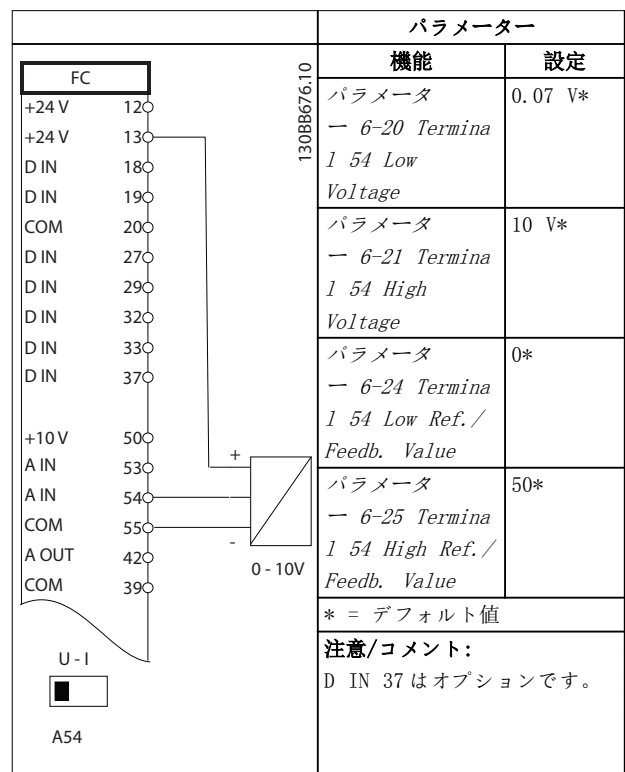 パラメーター
機能 設定
FC
130BB676.10
+24 V 12
+24 V 13
D IN 18
D IN 19
COM 20
D IN 27
D IN 29
D IN 32
D IN 33
D IN 37
+10 V 50
A IN 53
A IN 54
COM 55
A OUT 42
COM 39
+
-
0 - 10V
U - I
A54
パラメータ 0.07 V*
ー 6-20 Termina
l 54 Low
Voltage
パラメータ 10 V*
ー 6-21 Termina
l 54 High
Voltage
パラメータ 0*
ー 6-24 Termina
l 54 Low Ref./
Feedb. Value
パラメータ 50*
ー 6-25 Termina
l 54 High Ref./
Feedb. Value
* = デフォルト値
注意/コメント:
D IN 37 はオプションです。